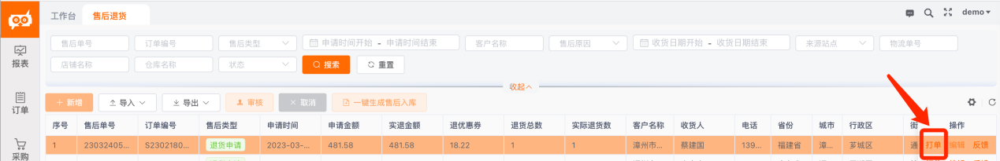 工作台 售后退货 demo
售后单号 订单编号 售后类型 申请时间开始 - 申请时间结束 客户名称 售后原因 收货日期开始 - 收货日期结束 来源站点 物流单号
报表
店铺名称 仓库名称 状态 搜索 重置
收起
订单
新增 导入 导出 审核 取消 一键生成售后入库
序号 售后单号 订单编号 售后类型 申请时间 申请金额 实退金额 退优惠券 退货总数 实际退货数 客户名称 收货人 电话 省份 城市 行政区 街 操作
1 23032405... S2302180... 退货申请 2023-03-... 481.58 481.58 18.22 1 1 漳州市... 蔡建国 139... 福建省 漳... 芗城区 通 打单 编辑 反馈
采购